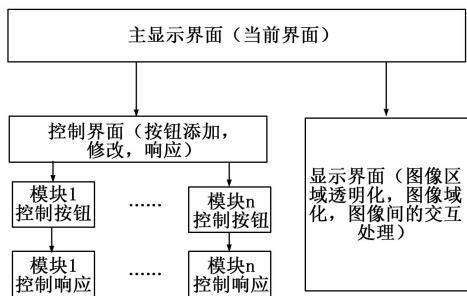 主显示界面（当前界面）
控制界面（按钮添加，
修改，响应）
模块1
控制按钮
……
模块n
控制按钮
模块1
控制响应
……
模块n
控制响应
显示界面（图像区
域透明化，图像域
化，图像间的交互
处理）